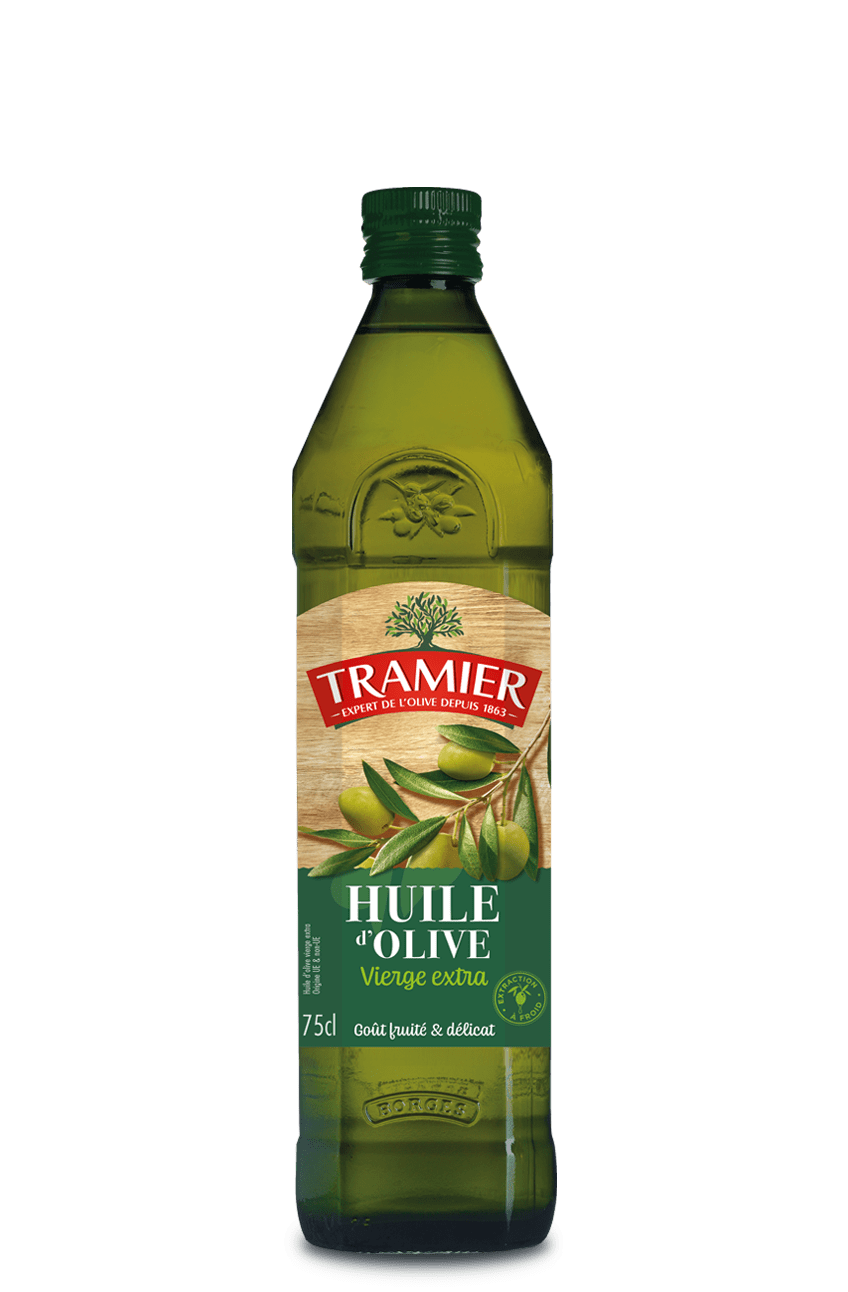 TRAMIER
EXPERT DE L'OLIVE DEPUIS 1863
HUILE
d'OLIVE
Vierge extra
Huile d'olive vierge extra
Origine UE & non-UE
EXTRACTION
À FROID
75cl
Goût fruité & délicat
BORGES